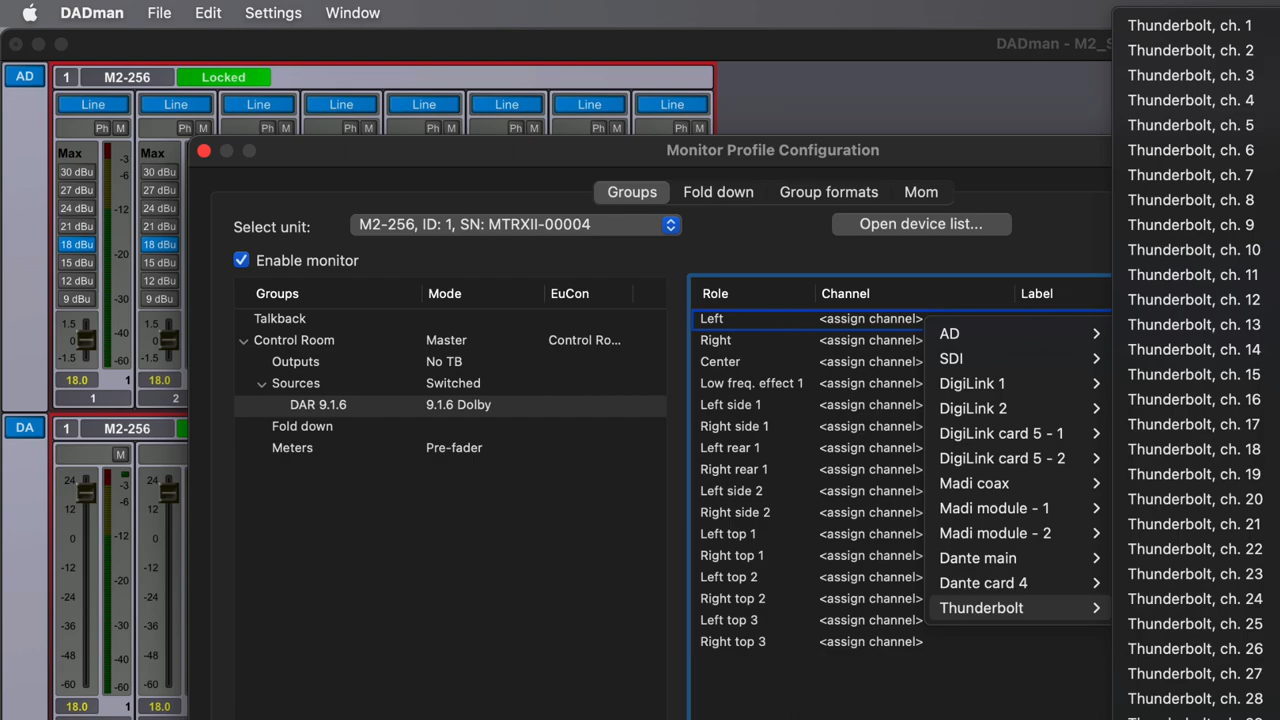 DADman File Edit Settings Window
DADman - M2_S
AD 1 M2-256 Locked
Line Line Line Line Line Line Line Line
Ph M Ph M Ph M Ph M Ph M Ph M Ph M Ph M
Max Max
30 dBu 30 dBu
27 dBu 27 dBu
24 dBu 24 dBu
21 dBu 21 dBu
18 dBu 18 dBu
15 dBu 15 dBu
12 dBu 12 dBu
9 dBu 9 dBu
-3
-6
-12
-20
-30
-40
-60
1.5 1.5
0 0
-1.5 -1.5
18.0 1 18.0
1 2
DA 1 M2-256
M
24 24
12 12
0 0
-12 -12
-24 -24
-36 -36
-48 -48
-60 -60
-3
-6
-12
-20
-30
-40
-60
18.0 1 18.0
Monitor Profile Configuration
Groups Fold down Group formats Mom
Select unit: M2-256, ID: 1, SN: MTRXII-00004 Open device list...
Enable monitor
Groups Mode EuCon
Talkback
Control Room Master Control Ro...
Outputs No TB
Sources Switched
DAR 9.1.6 9.1.6 Dolby
Fold down
Meters Pre-fader
Role Channel Label
Left <assign channel>
Right <assign channel>
Center <assign channel>
Low freq. effect 1 <assign channel>
Left side 1 <assign channel>
Right side 1 <assign channel>
Left rear 1 <assign channel>
Right rear 1 <assign channel>
Left side 2 <assign channel>
Right side 2 <assign channel>
Left top 1 <assign channel>
Right top 1 <assign channel>
Left top 2 <assign channel>
Right top 2 <assign channel>
Left top 3 <assign channel>
Right top 3 <assign channel>
AD
SDI
DigiLink 1
DigiLink 2
DigiLink card 5 - 1
DigiLink card 5 - 2
Madi coax
Madi module - 1
Madi module - 2
Dante main
Dante card 4
Thunderbolt
Thunderbolt, ch. 1
Thunderbolt, ch. 2
Thunderbolt, ch. 3
Thunderbolt, ch. 4
Thunderbolt, ch. 5
Thunderbolt, ch. 6
Thunderbolt, ch. 7
Thunderbolt, ch. 8
Thunderbolt, ch. 9
Thunderbolt, ch. 10
Thunderbolt, ch. 11
Thunderbolt, ch. 12
Thunderbolt, ch. 13
Thunderbolt, ch. 14
Thunderbolt, ch. 15
Thunderbolt, ch. 16
Thunderbolt, ch. 17
Thunderbolt, ch. 18
Thunderbolt, ch. 19
Thunderbolt, ch. 20
Thunderbolt, ch. 21
Thunderbolt, ch. 22
Thunderbolt, ch. 23
Thunderbolt, ch. 24
Thunderbolt, ch. 25
Thunderbolt, ch. 26
Thunderbolt, ch. 27
Thunderbolt, ch. 28